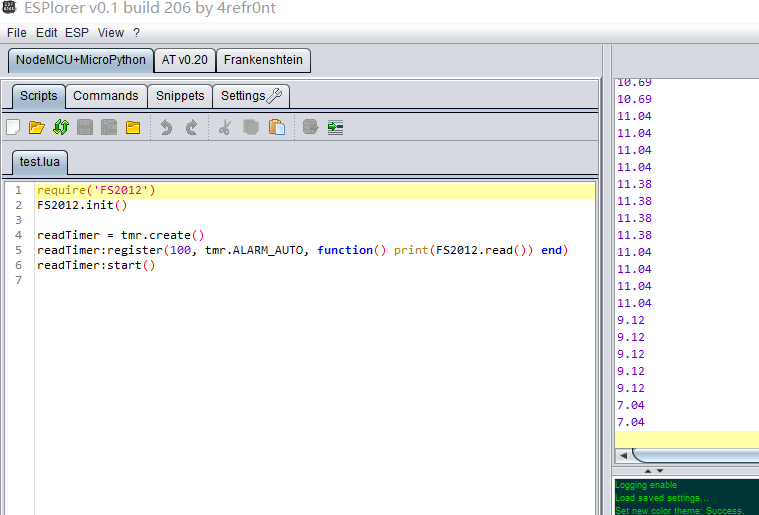 ESPlorer v0.1 build 206 by 4refr0nt
File Edit ESP View ?
NodeMCU+MicroPython AT v0.20 Frankenshtein
Scripts Commands Snippets Settings
test.lua
1 require('FS2012')
2 FS2012.init()
3
4 readTimer = tmr.create()
5 readTimer:register(100, tmr.ALARM_AUTO, function() print(FS2012.read()) end)
6 readTimer:start()
7
10.69
10.69
11.04
11.04
11.04
11.04
11.38
11.38
11.38
11.38
11.04
11.04
11.04
11.04
9.12
9.12
9.12
9.12
9.12
7.04
7.04
Logging enable
Load saved settings...
Set new color theme: Success.